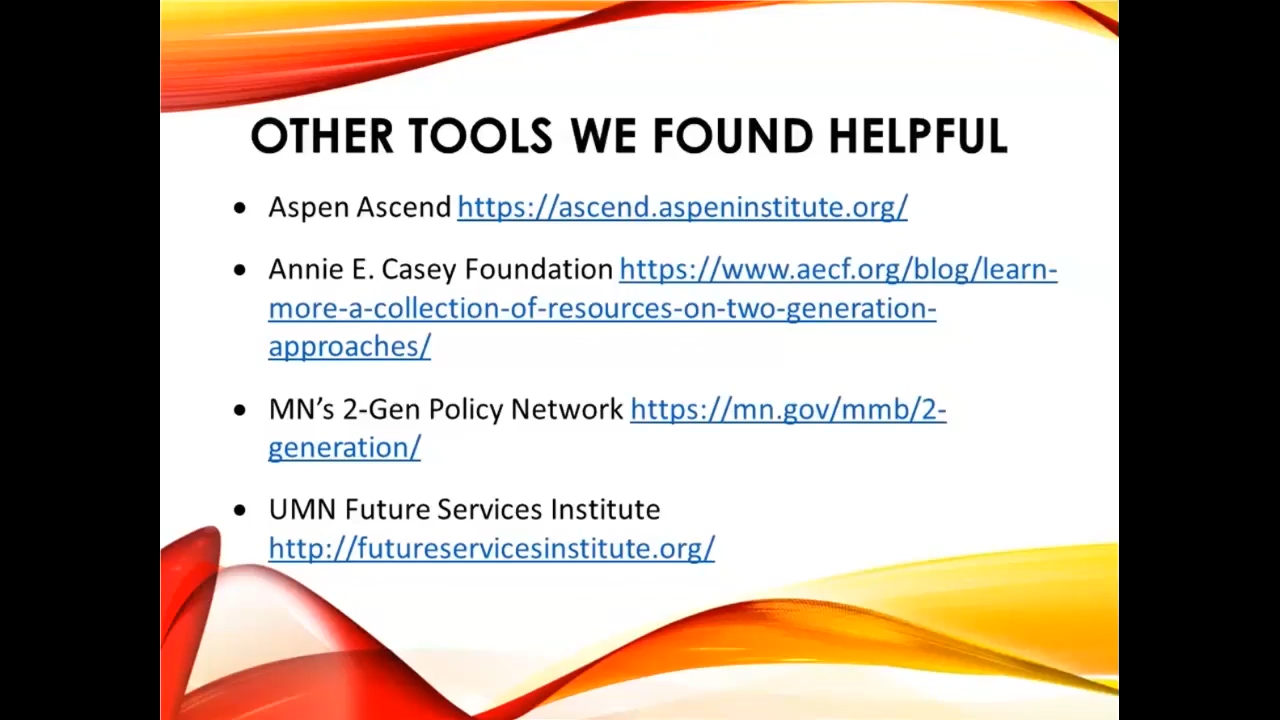 OTHER TOOLS WE FOUND HELPFUL
• Aspen Ascend https://ascend.aspeninstitute.org/
• Annie E. Casey Foundation https://www.aecf.org/blog/learn-
more-a-collection-of-resources-on-two-generation-
approaches/
• MN’s 2-Gen Policy Network https://mn.gov/mmb/2-
generation/
• UMN Future Services Institute
http://futureservicesinstitute.org/